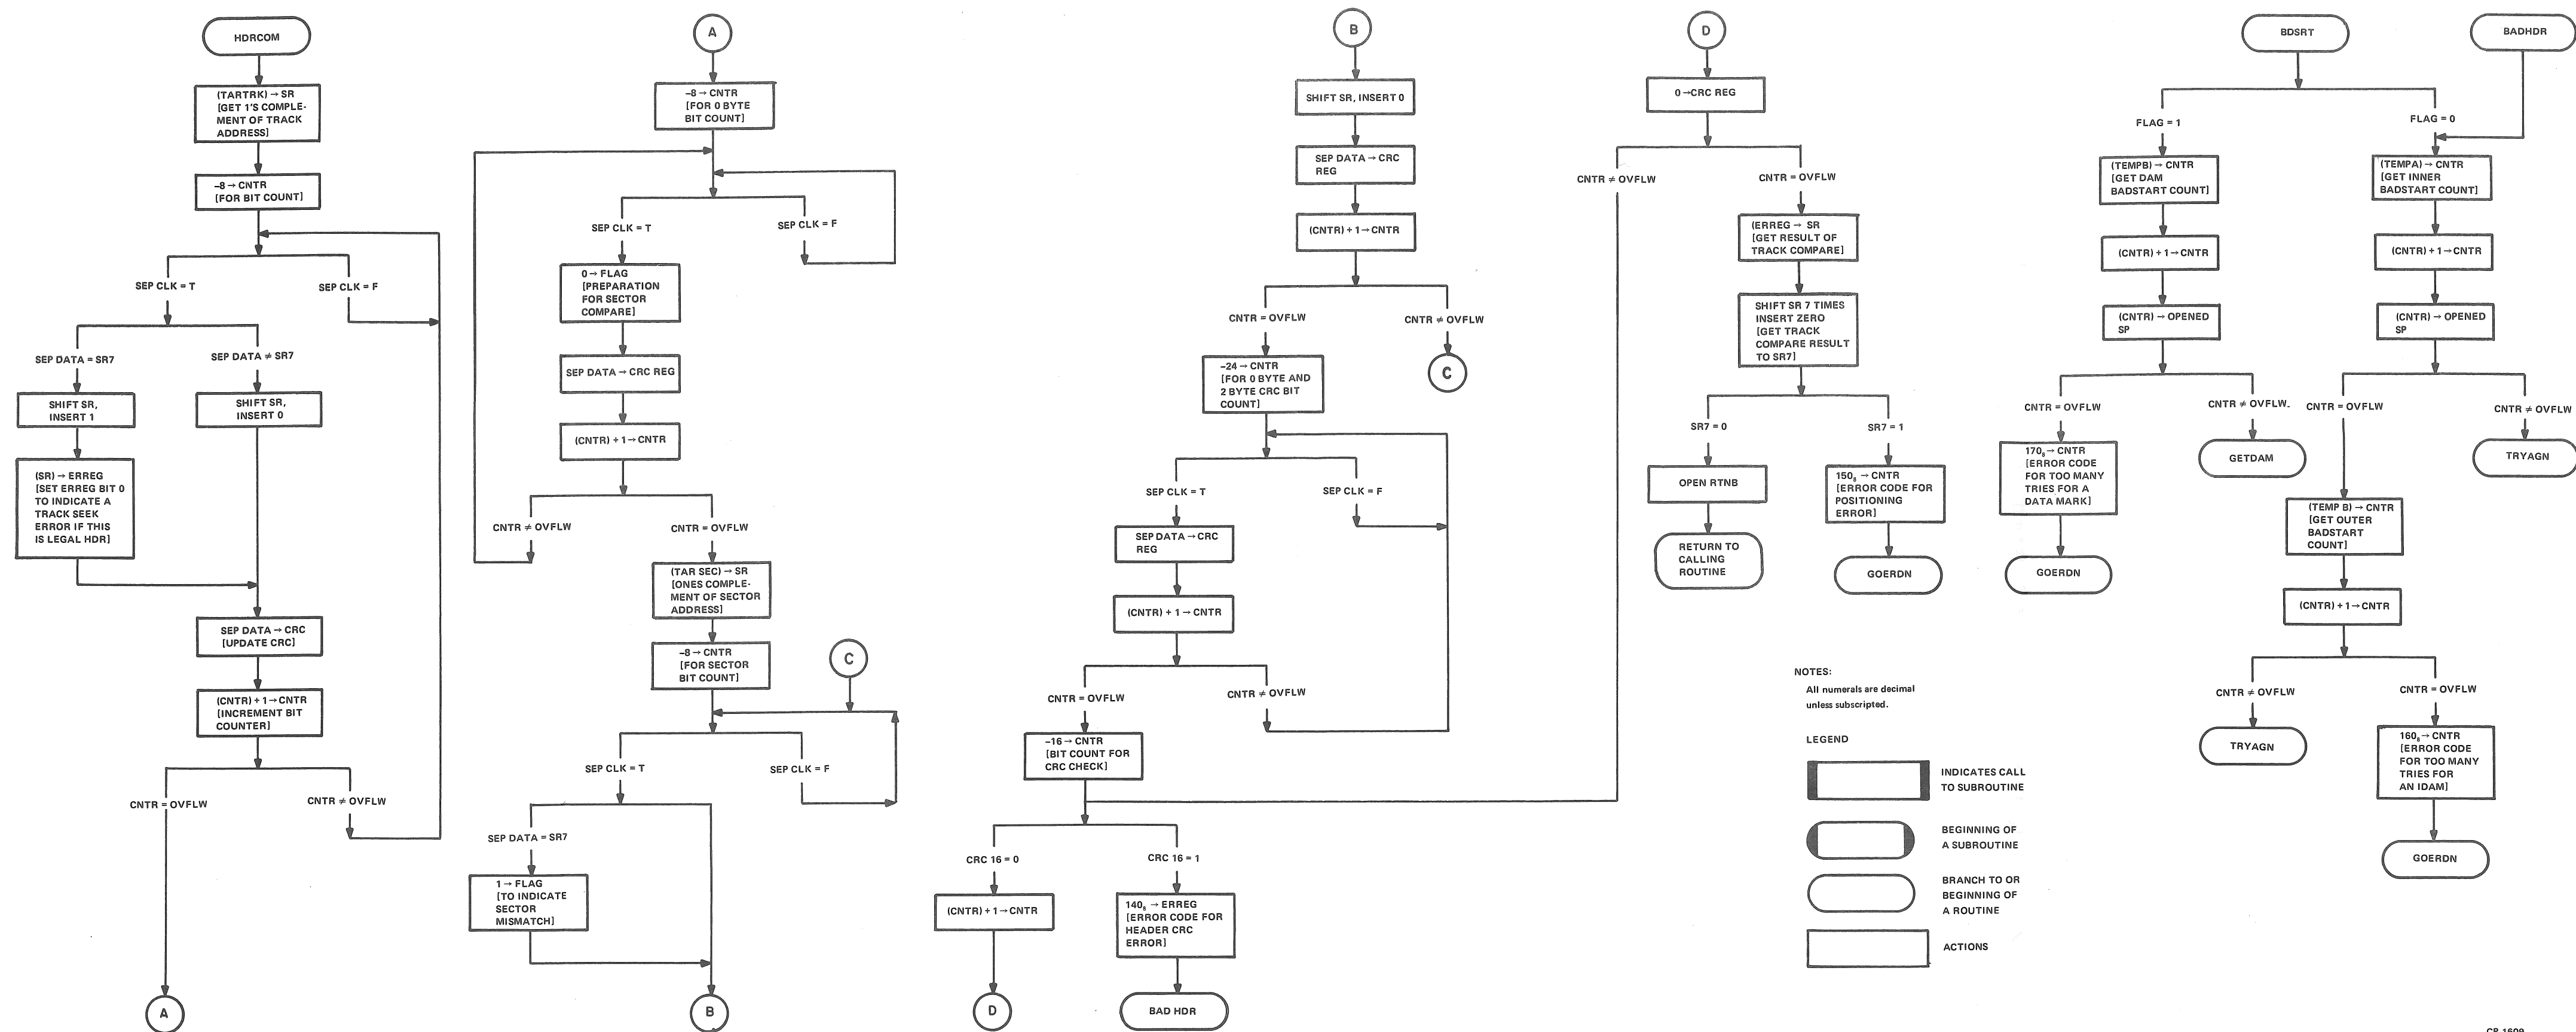 HDRCOM
(TARTRK) → SR
[GET 1'S COMPLE-
MENT OF TRACK
ADDRESS]
–8 → CNTR
[FOR BIT COUNT]
SEP CLK = T
SEP CLK = F
SEP DATA = SR7
SEP DATA ≠ SR7
SHIFT SR,
INSERT 1
SHIFT SR,
INSERT 0
(SR) → ERREG
[SET ERREG BIT 0
TO INDICATE A
TRACK SEEK
ERROR IF THIS
IS LEGAL HDR]
SEP DATA → CRC
[UPDATE CRC]
(CNTR) + 1 → CNTR
[INCREMENT BIT
COUNTER]
CNTR = OVFLW
CNTR ≠ OVFLW
A
A
–8 → CNTR
[FOR 0 BYTE
BIT COUNT]
SEP CLK = T
SEP CLK = F
0 → FLAG
[PREPARATION
FOR SECTOR
COMPARE]
SEP DATA → CRC REG
(CNTR) + 1 → CNTR
CNTR ≠ OVFLW
CNTR = OVFLW
(TAR SEC) → SR
[ONES COMPLE-
MENT OF SECTOR
ADDRESS]
–8 → CNTR
[FOR SECTOR
BIT COUNT]
C
SEP CLK = T
SEP CLK = F
SEP DATA = SR7
1 → FLAG
[TO INDICATE
SECTOR
MISMATCH]
B
B
SHIFT SR, INSERT 0
SEP DATA → CRC
REG
(CNTR) + 1 → CNTR
CNTR = OVFLW
CNTR ≠ OVFLW
C
–24 → CNTR
[FOR 0 BYTE AND
2 BYTE CRC BIT
COUNT]
SEP CLK = T
SEP CLK = F
SEP DATA → CRC
REG
(CNTR) + 1 → CNTR
CNTR = OVFLW
CNTR ≠ OVFLW
–16 → CNTR
[BIT COUNT FOR
CRC CHECK]
CRC 16 = 0
CRC 16 = 1
(CNTR) + 1 → CNTR
140₈ → ERREG
[ERROR CODE FOR
HEADER CRC
ERROR]
D
BAD HDR
D
0 → CRC REG
CNTR ≠ OVFLW
CNTR = OVFLW
(ERREG → SR
[GET RESULT OF
TRACK COMPARE]
SHIFT SR 7 TIMES
INSERT ZERO
[GET TRACK
COMPARE RESULT
TO SR7]
SR7 = 0
SR7 = 1
OPEN RTNB
150₈ → CNTR
[ERROR CODE FOR
POSITIONING
ERROR]
RETURN TO
CALLING
ROUTINE
GOERDN
BDSRT
BADHDR
FLAG = 1
FLAG = 0
(TEMPB) → CNTR
[GET DAM
BADSTART COUNT]
(TEMPA) → CNTR
[GET INNER
BADSTART COUNT]
(CNTR) + 1 → CNTR
(CNTR) + 1 → CNTR
(CNTR) → OPENED
SP
(CNTR) → OPENED
SP
CNTR = OVFLW
CNTR ≠ OVFLW
CNTR = OVFLW
CNTR ≠ OVFLW
170₈ → CNTR
[ERROR CODE
FOR TOO MANY
TRIES FOR A
DATA MARK]
GETDAM
TRYAGN
GOERDN
(TEMP B) → CNTR
[GET OUTER
BADSTART
COUNT]
(CNTR) + 1 → CNTR
CNTR ≠ OVFLW
CNTR = OVFLW
TRYAGN
160₈ → CNTR
[ERROR CODE
FOR TOO MANY
TRIES FOR
AN IDAM]
GOERDN
NOTES:
All numerals are decimal
unless subscripted.
LEGEND
INDICATES CALL
TO SUBROUTINE
BEGINNING OF
A SUBROUTINE
BRANCH TO OR
BEGINNING OF
A ROUTINE
ACTIONS
CP-1609